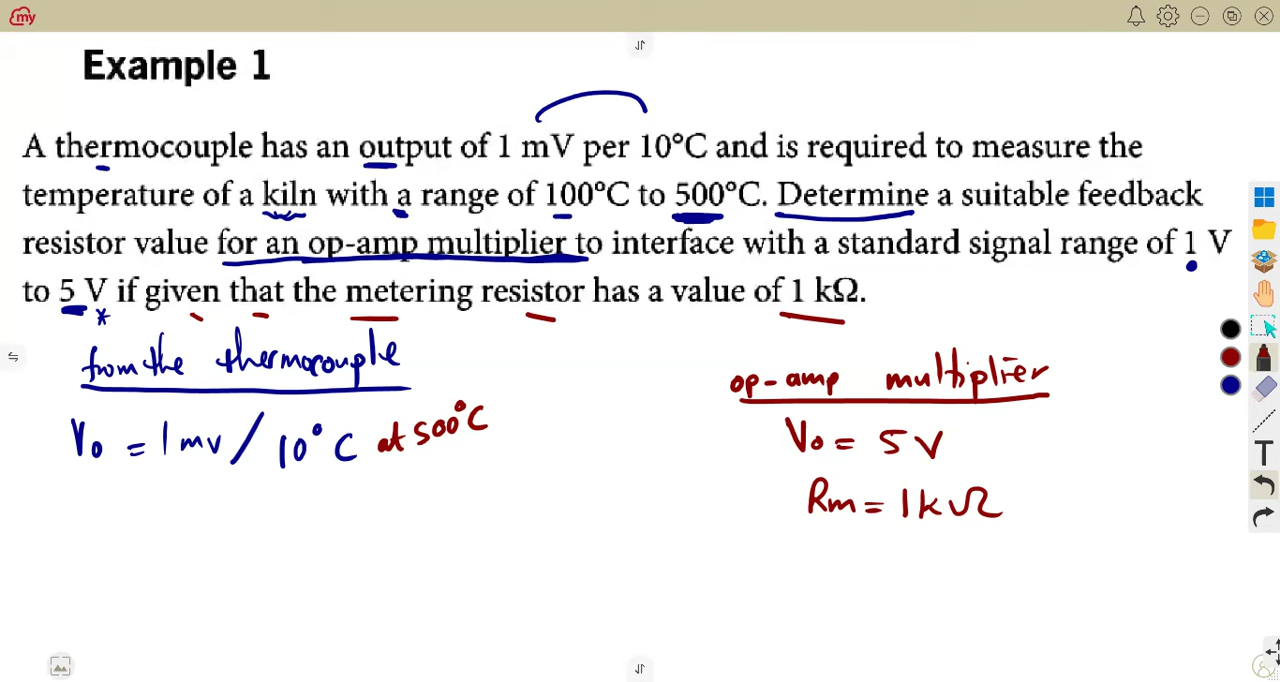 my
Example 1
A thermocouple has an output of 1 mV per 10°C and is required to measure the
temperature of a kiln with a range of 100°C to 500°C. Determine a suitable feedback
resistor value for an op-amp multiplier to interface with a standard signal range of 1 V
to 5 V if given that the metering resistor has a value of 1 kΩ.
*
from the thermocouple
Vo = 1mv / 10°C at 500°C
op-amp multiplier
Vo = 5V
Rm = 1kΩ
T